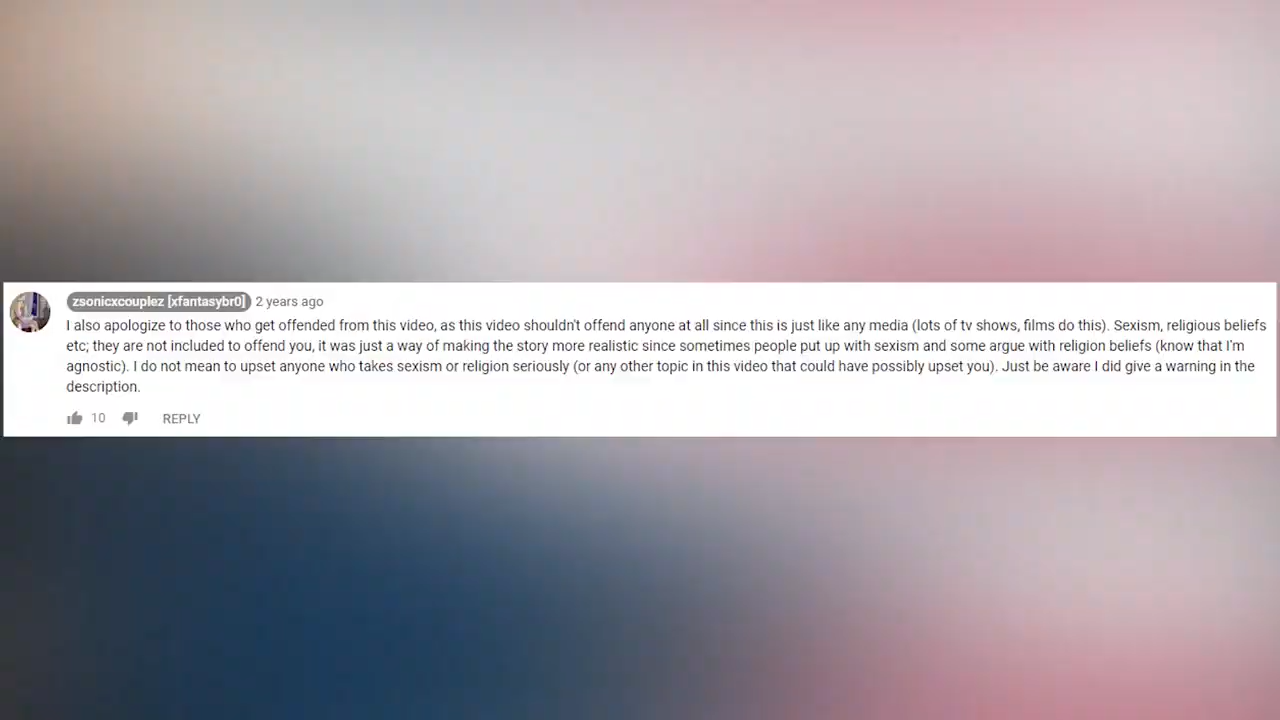 zsonicxcouplez [xfantasybr0] 2 years ago
I also apologize to those who get offended from this video, as this video shouldn't offend anyone at all since this is just like any media (lots of tv shows, films do this). Sexism, religious beliefs
etc; they are not included to offend you, it was just a way of making the story more realistic since sometimes people put up with sexism and some argue with religion beliefs (know that I'm
agnostic). I do not mean to upset anyone who takes sexism or religion seriously (or any other topic in this video that could have possibly upset you). Just be aware I did give a warning in the
description.
10 REPLY